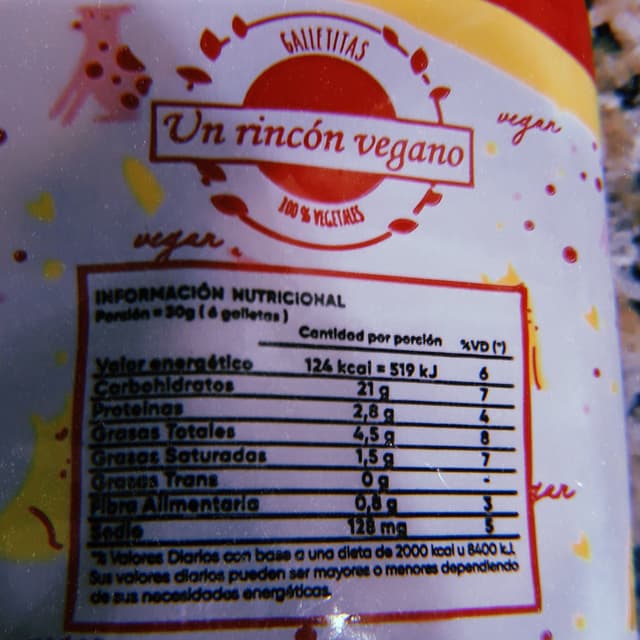 GALLETITAS
Un rincón vegano
100 % VEGETALES
vegan
vegan
INFORMACIÓN NUTRICIONAL
Porción = 30g ( 6 galletas )
Cantidad por porción %VD (*)
Valor energético 124 kcal = 519 kJ 6
Carbohidratos 21 g 7
Proteínas 2,8 g 4
Grasas Totales 4,5 g 8
Grasas Saturadas 1,5 g 7
Grasas Trans 0 g -
Fibra Alimentaria 0,8 g 3
Sodio 128 mg 5
*% Valores Diarios con base a una dieta de 2000 kcal u 8400 kJ.
Sus valores diarios pueden ser mayores o menores dependiendo
de sus necesidades energéticas.